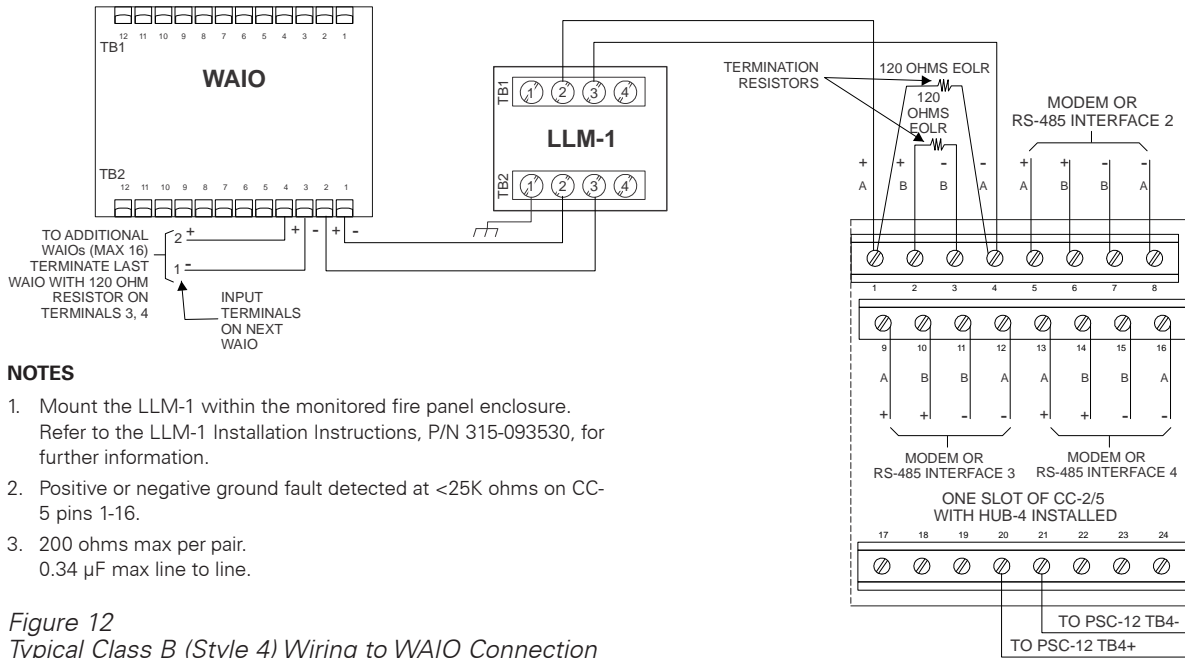 12 11 10 9 8 7 6 5 4 3 2 1
TB1
WAIO
TB2
12 11 10 9 8 7 6 5 4 3 2 1
+ - + -
TO ADDITIONAL
WAIOs (MAX 16)
TERMINATE LAST
WAIO WITH 120 OHM
RESISTOR ON
TERMINALS 3, 4
2 +
1 -
INPUT
TERMINALS
ON NEXT
WAIO
TB1
1 2 3 4
LLM-1
TB2
1 2 3 4
TERMINATION
RESISTORS
120 OHMS EOLR
120
OHMS
EOLR
MODEM OR
RS-485 INTERFACE 2
+ + - - + + - -
A B B A A B B A
1 2 3 4 5 6 7 8
9 10 11 12 13 14 15 16
A B B A A B B A
+ + - - + + - -
MODEM OR
RS-485 INTERFACE 3
MODEM OR
RS-485 INTERFACE 4
ONE SLOT OF CC-2/5
WITH HUB-4 INSTALLED
17 18 19 20 21 22 23 24
TO PSC-12 TB4-
TO PSC-12 TB4+
NOTES
1. Mount the LLM-1 within the monitored fire panel enclosure.
Refer to the LLM-1 Installation Instructions, P/N 315-093530, for
further information.
2. Positive or negative ground fault detected at <25K ohms on CC-
5 pins 1-16.
3. 200 ohms max per pair.
0.34 µF max line to line.
Figure 12
Typical Class B (Style 4) Wiring to WAIO Connection